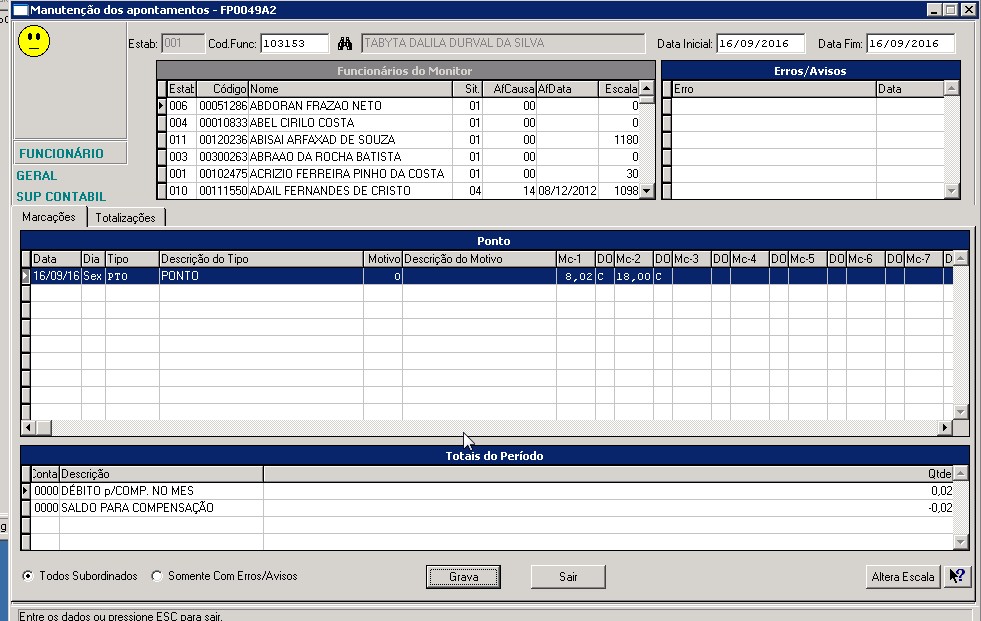 Manutenção dos apontamentos - FP0049A2
Estab: 001 Cod.Func: 103153 TABYTA DALILA DURVAL DA SILVA Data Inicial: 16/09/2016 Data Fim: 16/09/2016
Funcionários do Monitor
Estat Código Nome Sit. AfCausa AfData Escala
006 00051286 ABDORAN FRAZAO NETO 01 00 0
004 00010833 ABEL CIRILO COSTA 01 00 0
011 00120236 ABISAI ARFAXAD DE SOUZA 01 00 1180
003 00300263 ABRAAO DA ROCHA BATISTA 01 00 0
001 00102475 ACRIZIO FERREIRA PINHO DA COSTA 01 00 30
010 00111550 ADAIL FERNANDES DE CRISTO 04 14 08/12/2012 1098
Erros/Avisos
Erro Data
FUNCIONÁRIO
GERAL
SUP CONTABIL
Marcações Totalizações
Ponto
Data Dia Tipo Descrição do Tipo Motivo Descrição do Motivo Mc-1 DO Mc-2 DO Mc-3 DO Mc-4 DO Mc-5 DO Mc-6 DO Mc-7 D
16/09/16 Sex PTO PONTO 0 8,02 C 18,00 C
Totais do Período
Conta Descrição Qtde
0000 DÉBITO p/COMP. NO MES 0,02
0000 SALDO PARA COMPENSAÇÃO -0,02
Todos Subordinados Somente Com Erros/Avisos Grava Sair Altera Escala ?
Entre os dados ou pressione ESC para sair.